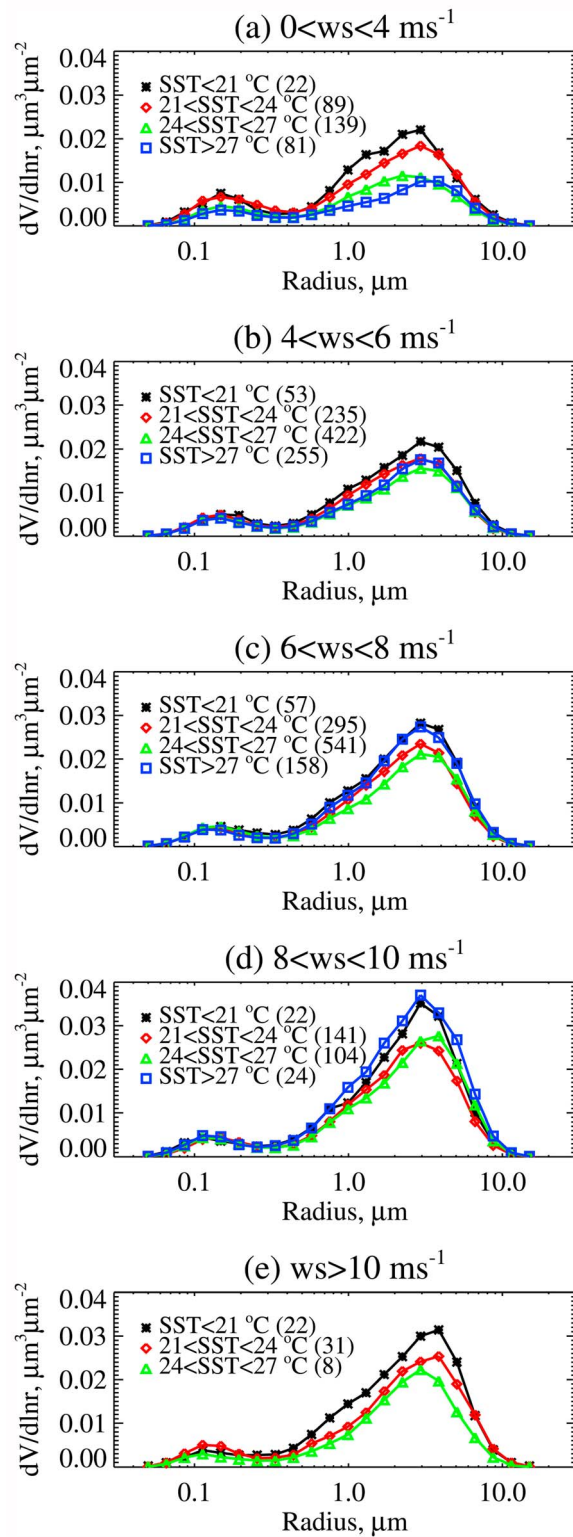 (a) 0<ws<4 ms⁻¹
dV/dlnr, μm³μm⁻²
0.04
0.03
0.02
0.01
0.00
SST<21 °C (22)
21<SST<24 °C (89)
24<SST<27 °C (139)
SST>27 °C (81)
0.1 1.0 10.0
Radius, μm
(b) 4<ws<6 ms⁻¹
dV/dlnr, μm³μm⁻²
0.04
0.03
0.02
0.01
0.00
SST<21 °C (53)
21<SST<24 °C (235)
24<SST<27 °C (422)
SST>27 °C (255)
0.1 1.0 10.0
Radius, μm
(c) 6<ws<8 ms⁻¹
dV/dlnr, μm³μm⁻²
0.04
0.03
0.02
0.01
0.00
SST<21 °C (57)
21<SST<24 °C (295)
24<SST<27 °C (541)
SST>27 °C (158)
0.1 1.0 10.0
Radius, μm
(d) 8<ws<10 ms⁻¹
dV/dlnr, μm³μm⁻²
0.04
0.03
0.02
0.01
0.00
SST<21 °C (22)
21<SST<24 °C (141)
24<SST<27 °C (104)
SST>27 °C (24)
0.1 1.0 10.0
Radius, μm
(e) ws>10 ms⁻¹
dV/dlnr, μm³μm⁻²
0.04
0.03
0.02
0.01
0.00
SST<21 °C (22)
21<SST<24 °C (31)
24<SST<27 °C (8)
0.1 1.0 10.0
Radius, μm